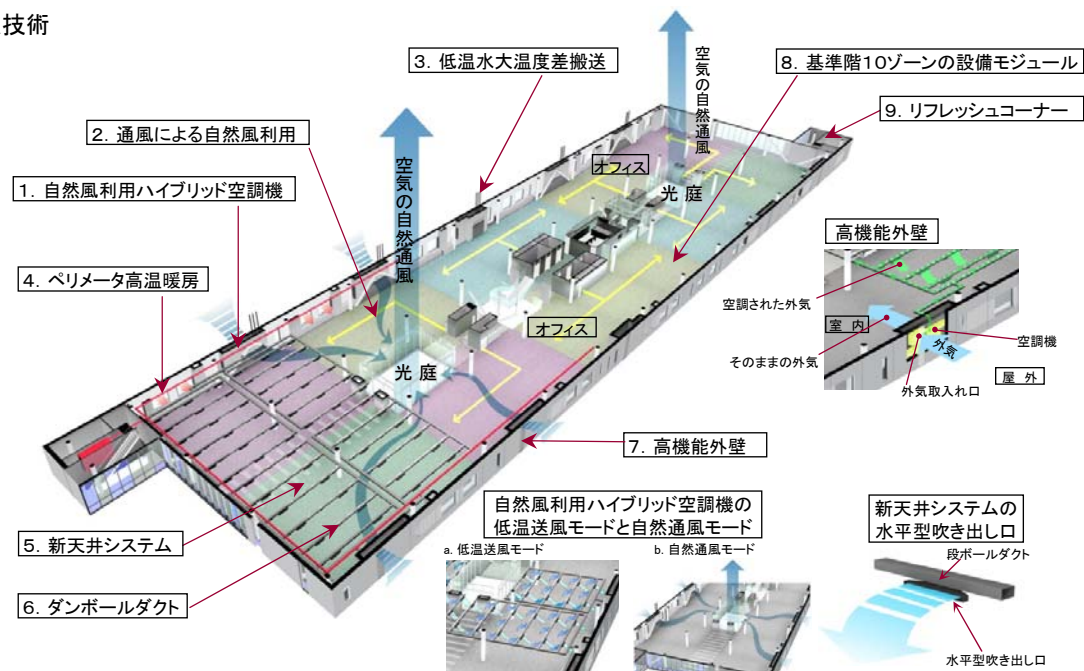 技術
3. 低温水大温度差搬送
8. 基準階10ゾーンの設備モジュール
9. リフレッシュコーナー
2. 通風による自然風利用
1. 自然風利用ハイブリッド空調機
4. ペリメータ高温暖房
空気の自然通風
空気の自然通風
オフィス
光庭
オフィス
光庭
高機能外壁
空調された外気
室内
そのままの外気
外気
空調機
外気取入れ口
屋外
7. 高機能外壁
5. 新天井システム
6. ダンボールダクト
自然風利用ハイブリッド空調機の
低温送風モードと自然通風モード
a. 低温送風モード
b. 自然通風モード
新天井システムの
水平型吹き出し口
段ボールダクト
水平型吹き出し口